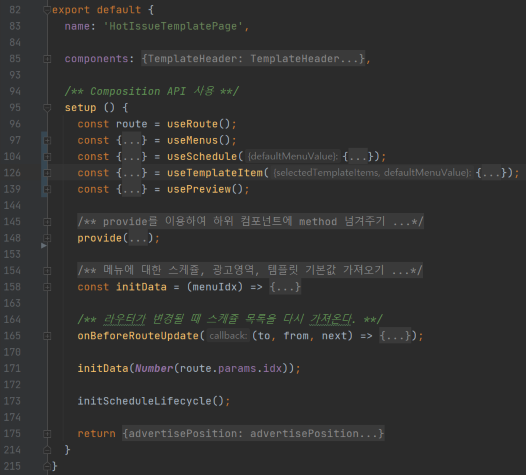 82 export default {
83 name: 'HotIssueTemplatePage',
84
85 components: {TemplateHeader: TemplateHeader...},
93
94 /** Composition API 사용 **/
95 setup () {
96 const route = useRoute();
97 const {...} = useMenus();
104 const {...} = useSchedule( {defaultMenuValue}: {...});
126 const {...} = useTemplateItem( {selectedTemplateItems, defaultMenuValue}: {...});
139 const {...} = usePreview();
144
145 /** provide를 이용하여 하위 컴포넌트에 method 넘겨주기 ...*/
148 provide(...);
153
154 /** 메뉴에 대한 스케쥴, 광고영역, 템플릿 기본값 가져오기 ...*/
158 const initData = (menuIdx) => {...}
163
164 /** 라우터가 변경될 때 스케쥴 목록을 다시 가져온다. **/
165 onBeforeRouteUpdate( callback: (to, from, next) => {...});
170
171 initData(Number(route.params.idx));
172
173 initScheduleLifecycle();
174
175 return {advertisePosition: advertisePosition...}
214 }
215 }